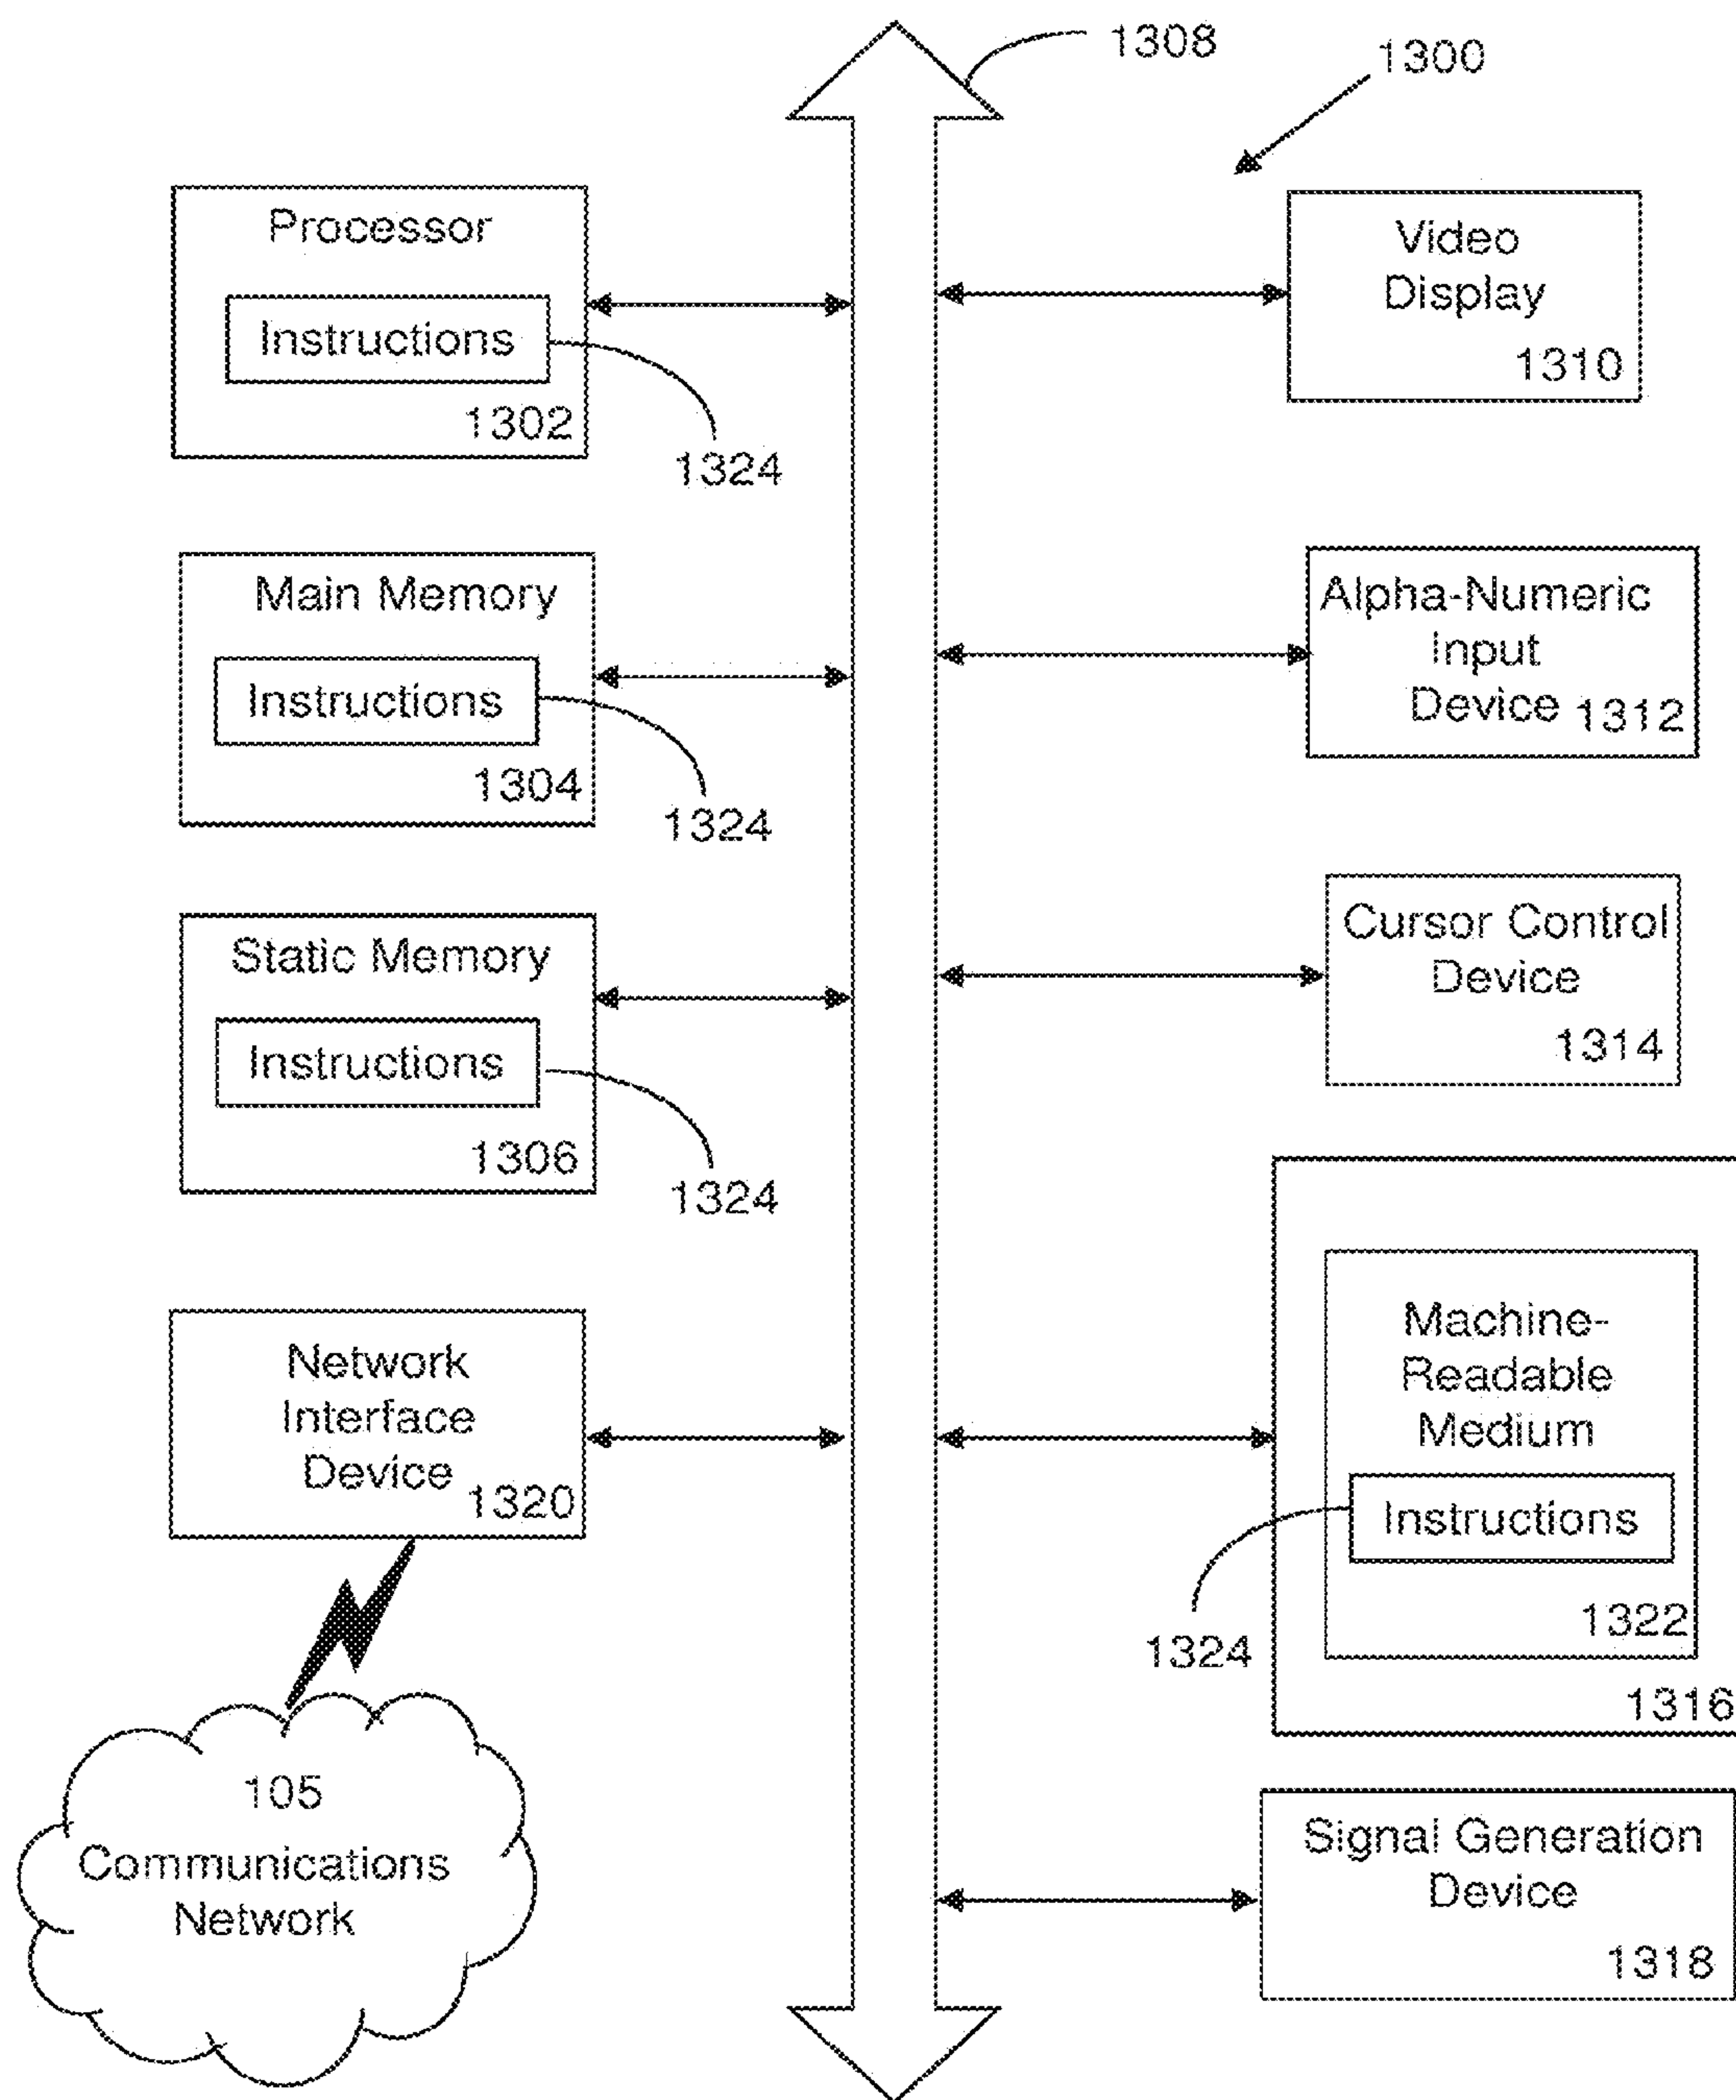 1308
1300
Processor
Instructions
1302
1324
Video
Display
1310
Main Memory
Instructions
1304
1324
Alpha-Numeric
Input
Device 1312
Static Memory
Instructions
1306
1324
Cursor Control
Device
1314
Network
Interface
Device
1320
Machine-
Readable
Medium
Instructions
1322
1324
1316
105
Communications
Network
Signal Generation
Device
1318